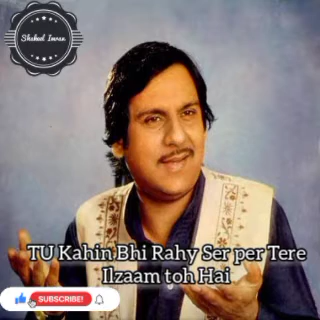 Shakeel Imran
TU Kahin Bhi Rahy Ser per Tere
Ilzaam toh Hai
SUBSCRIBE!